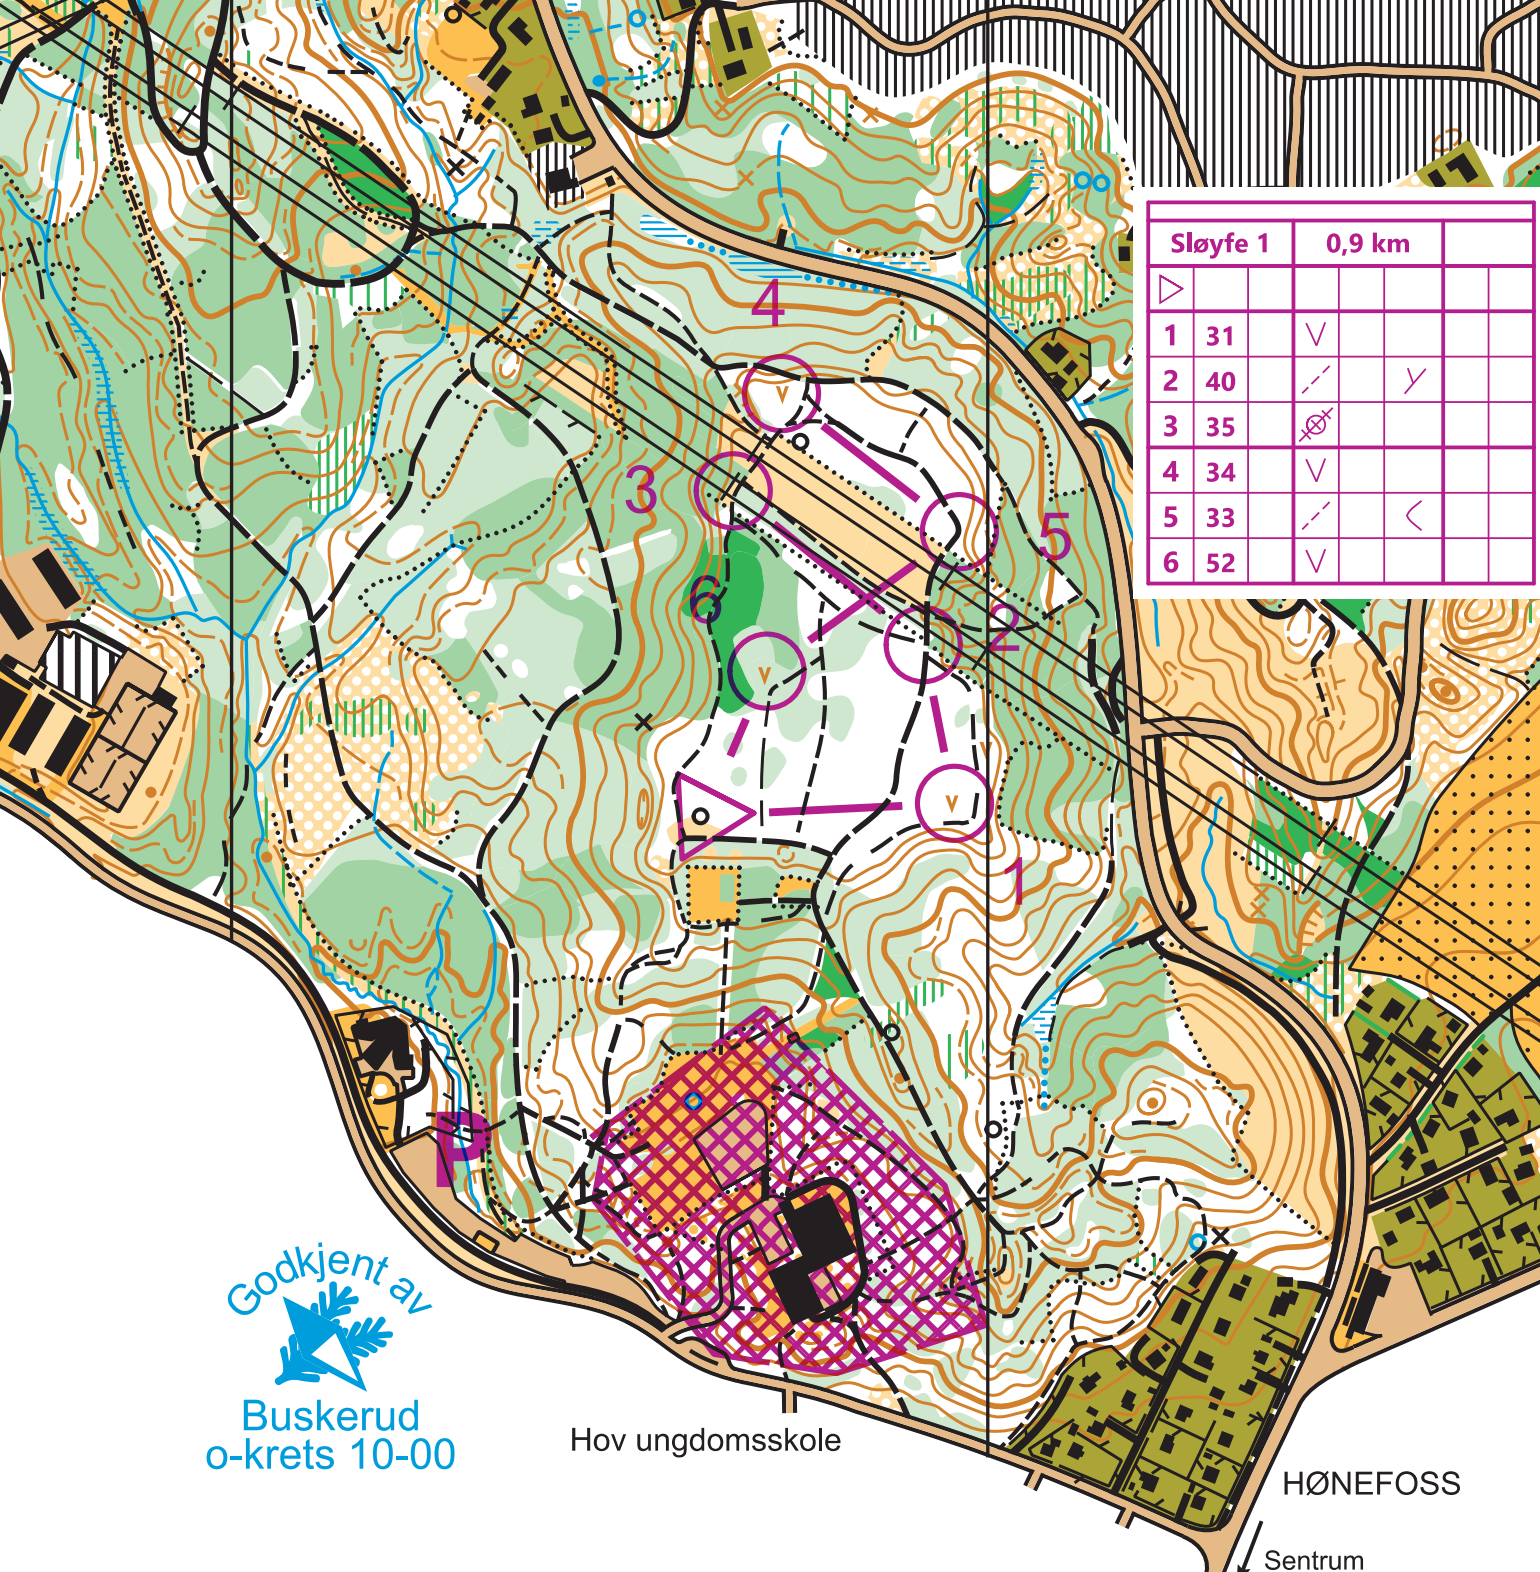 Sløyfe 1 0,9 km
1 31
2 40
3 35
4 34
5 33
6 52
4
3
5
6
2
1
P
Godkjent av
Buskerud
o-krets 10-00
Hov ungdomsskole
HØNEFOSS
Sentrum